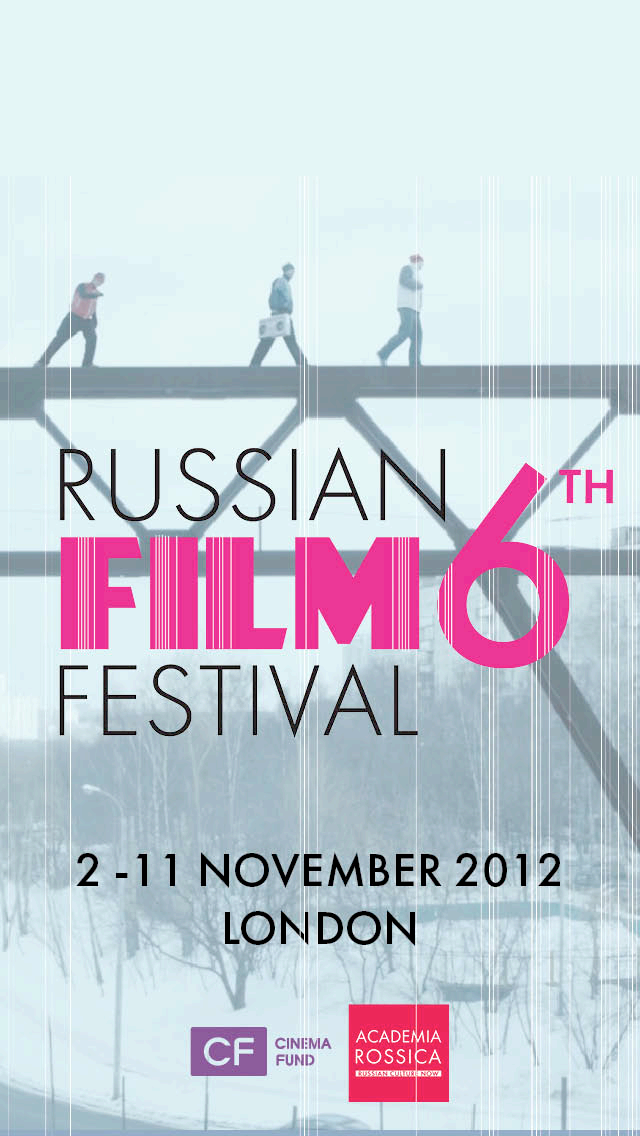 RUSSIAN
6TH
FILM
FESTIVAL
2 -11 NOVEMBER 2012
LONDON
CF CINEMA
FUND
ACADEMIA
ROSSICA
RUSSIAN CULTURE NOW